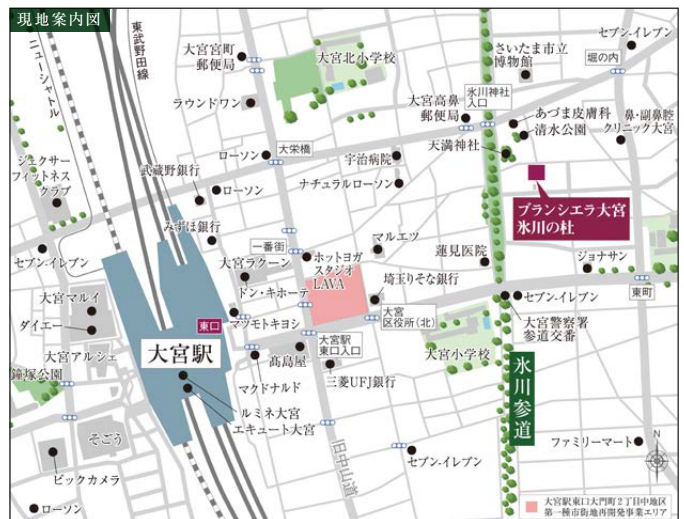 現地案内図
ニューシャトル
東武野田線
大宮宮町
郵便局
大宮北小学校
さいたま市立
博物館
セブン-イレブン
堀の内
ラウンドワン
大宮高鼻
郵便局
氷川神社
入口
あづま皮膚科
清水公園
鼻・副鼻腔
クリニック大宮
ジェクサー
フィットネス
クラブ
武蔵野銀行
ローソン
大栄橋
宇治病院
天満神社
ローソン
ナチュラルローソン
ブランシエラ大宮
氷川の杜
みずほ銀行
セブン-イレブン
一番街
大宮ラクーン
ホットヨガ
スタジオ
LAVA
マルエツ
蓮見医院
ジョナサン
大宮マルイ
ドン・キホーテ
埼玉りそな銀行
セブン-イレブン
東町
ダイエー
東口
マツモトキヨシ
大宮
区役所(北)
大宮警察署
参道交番
大宮駅
髙島屋
大宮駅
東口入口
大宮小学校
大宮アルシェ
鐘塚公園
マクドナルド
三菱UFJ銀行
氷川参道
ルミネ大宮
エキュート大宮
そごう
旧中山道
ファミリーマート
N
ビックカメラ
セブン-イレブン
ローソン
大宮駅東口大門町2丁目中地区
第一種市街地再開発事業エリア